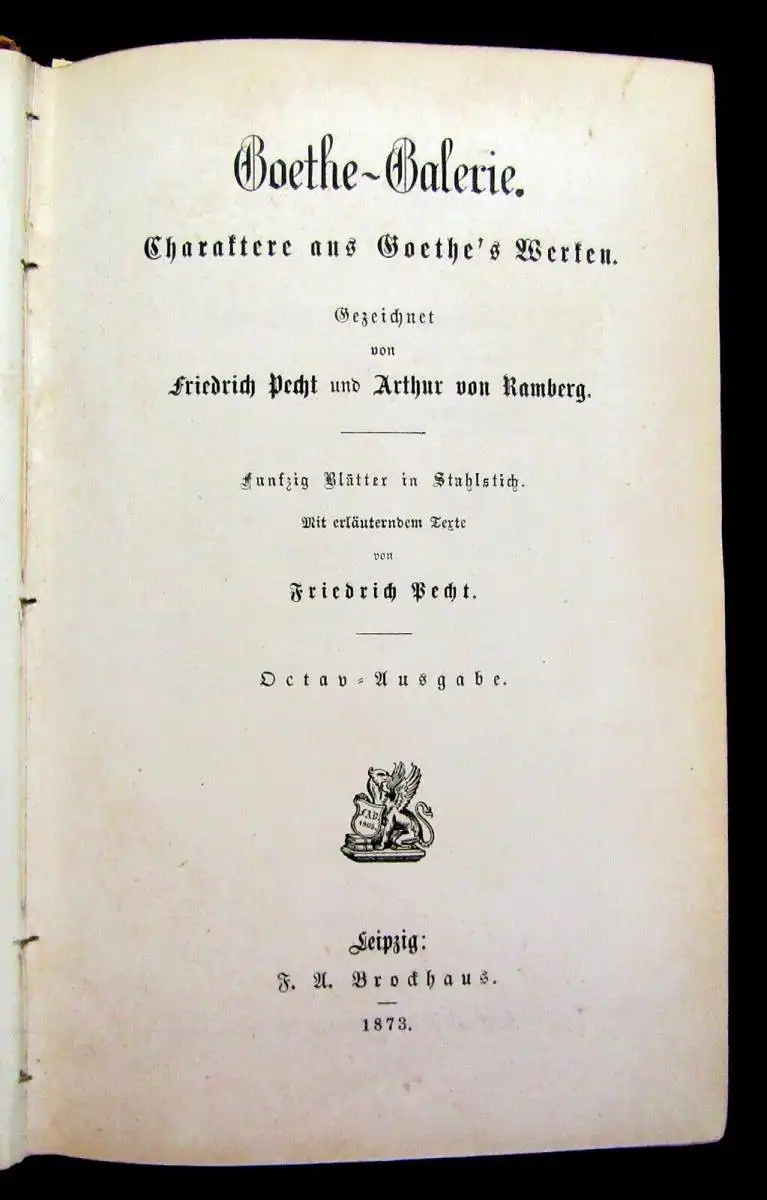 Goethe-Galerie.
Charaktere aus Goethe's Werken.
Gezeichnet
von
Friedrich Pecht und Arthur von Ramberg.
Funfzig Blätter in Stahlstich.
Mit erläuterndem Texte
von
Friedrich Pecht.
Octav-Ausgabe.
F.A.B.
1805.
Leipzig:
F. A. Brockhaus.
1873.